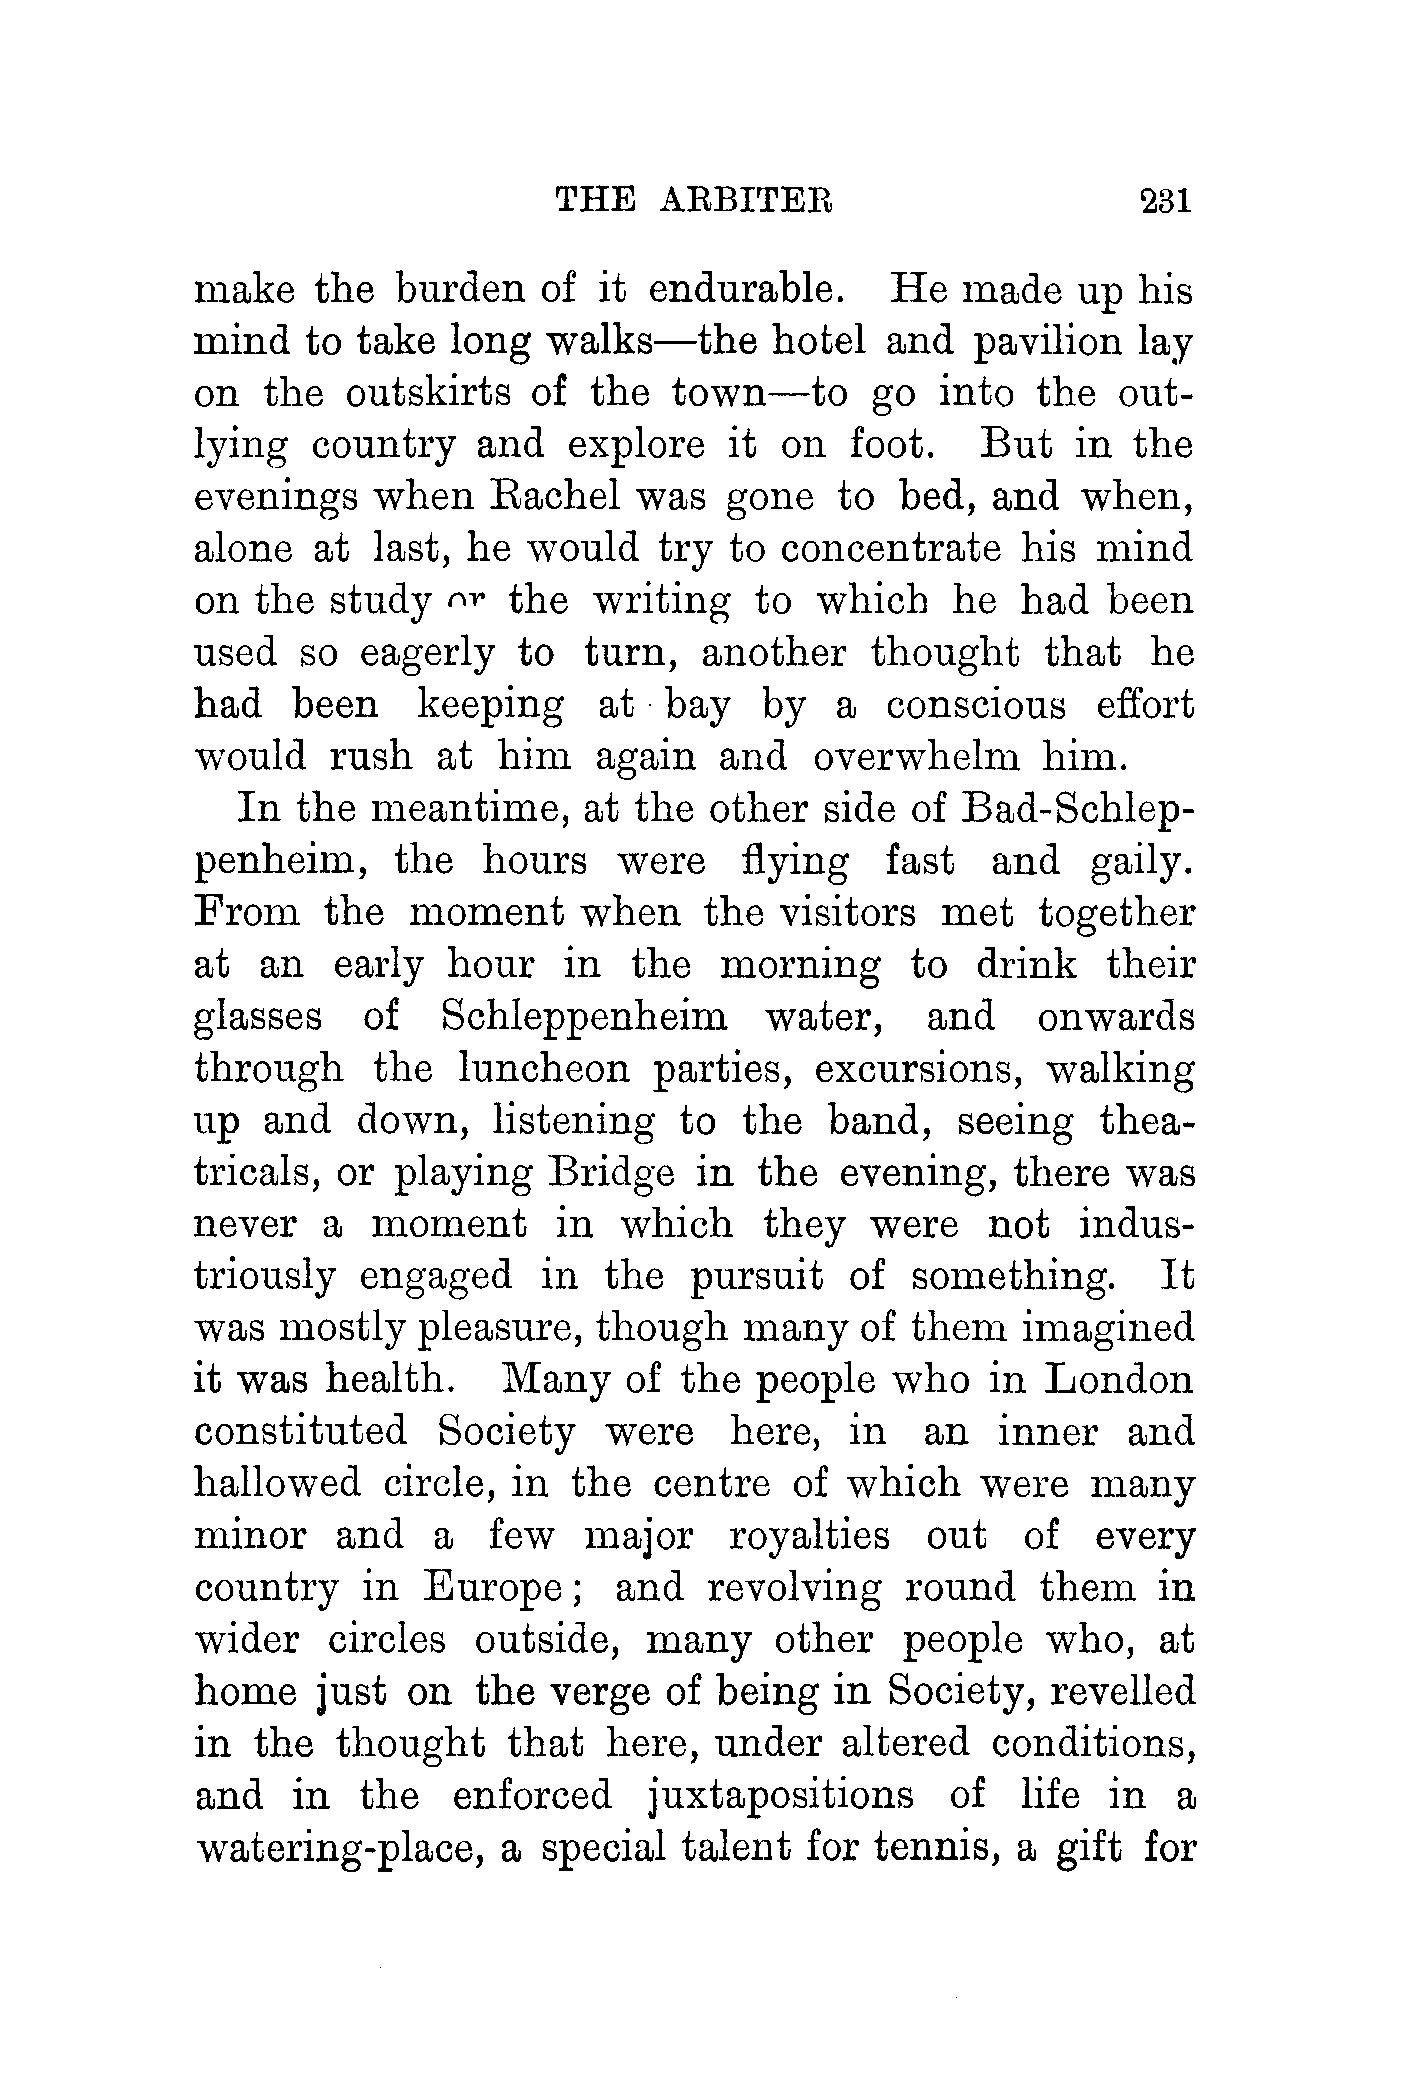 THE ARBITER 231
make the burden of it endurable. He made up his
mind to take long walks—the hotel and pavilion lay
on the outskirts of the town—to go into the out-
lying country and explore it on foot. But in the
evenings when Rachel was gone to bed, and when,
alone at last, he would try to concentrate his mind
on the study or the writing to which he had been
used so eagerly to turn, another thought that he
had been keeping at bay by a conscious effort
would rush at him again and overwhelm him.
In the meantime, at the other side of Bad-Schlep-
penheim, the hours were flying fast and gaily.
From the moment when the visitors met together
at an early hour in the morning to drink their
glasses of Schleppenheim water, and onwards
through the luncheon parties, excursions, walking
up and down, listening to the band, seeing thea-
tricals, or playing Bridge in the evening, there was
never a moment in which they were not indus-
triously engaged in the pursuit of something. It
was mostly pleasure, though many of them imagined
it was health. Many of the people who in London
constituted Society were here, in an inner and
hallowed circle, in the centre of which were many
minor and a few major royalties out of every
country in Europe; and revolving round them in
wider circles outside, many other people who, at
home just on the verge of being in Society, revelled
in the thought that here, under altered conditions,
and in the enforced juxtapositions of life in a
watering-place, a special talent for tennis, a gift for